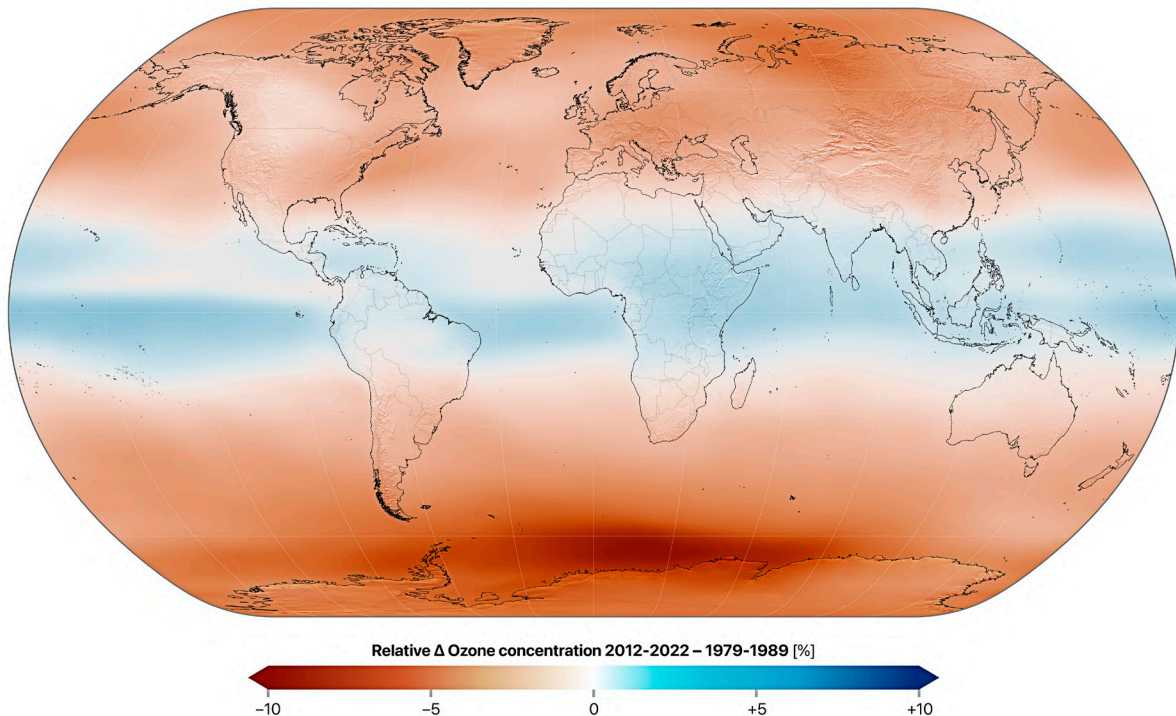 Relative Δ Ozone concentration 2012-2022 – 1979-1989 [%]
−10 −5 0 +5 +10